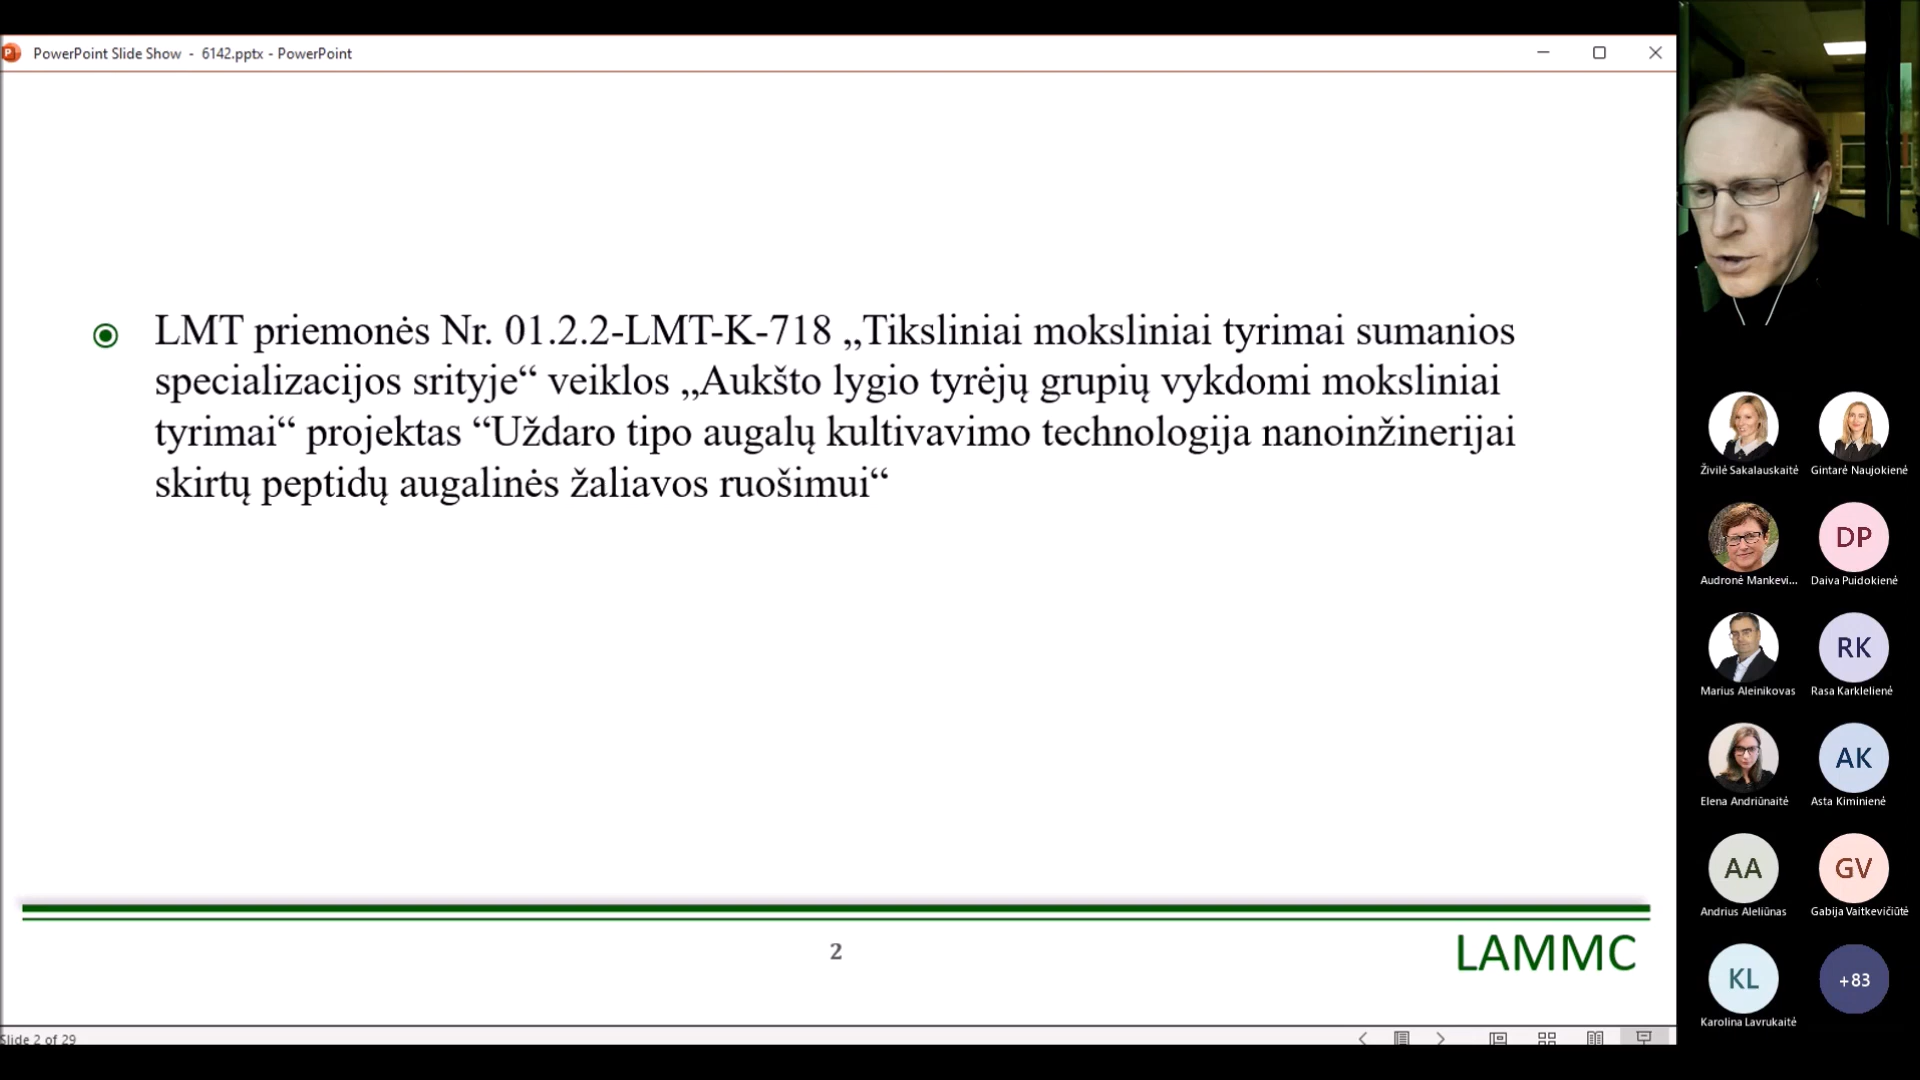 PowerPoint Slide Show - 6142.pptx - PowerPoint
LMT priemonės Nr. 01.2.2-LMT-K-718 „Tiksliniai moksliniai tyrimai sumanios
specializacijos srityje“ veiklos „Aukšto lygio tyrėjų grupių vykdomi moksliniai
tyrimai“ projektas “Uždaro tipo augalų kultivavimo technologija nanoinžinerijai
skirtų peptidų augalinės žaliavos ruošimui“
2
LAMMC
Slide 2 of 29
Živilė Sakalauskaitė
Gintarė Naujokienė
Audronė Mankevi...
DP
Daiva Puidokienė
Marius Aleinikovas
RK
Rasa Karklelienė
Elena Andriūnaitė
AK
Asta Kiminienė
AA
Andrius Aleliūnas
GV
Gabija Vaitkevičiūtė
KL
Karolina Lavrukaitė
+83